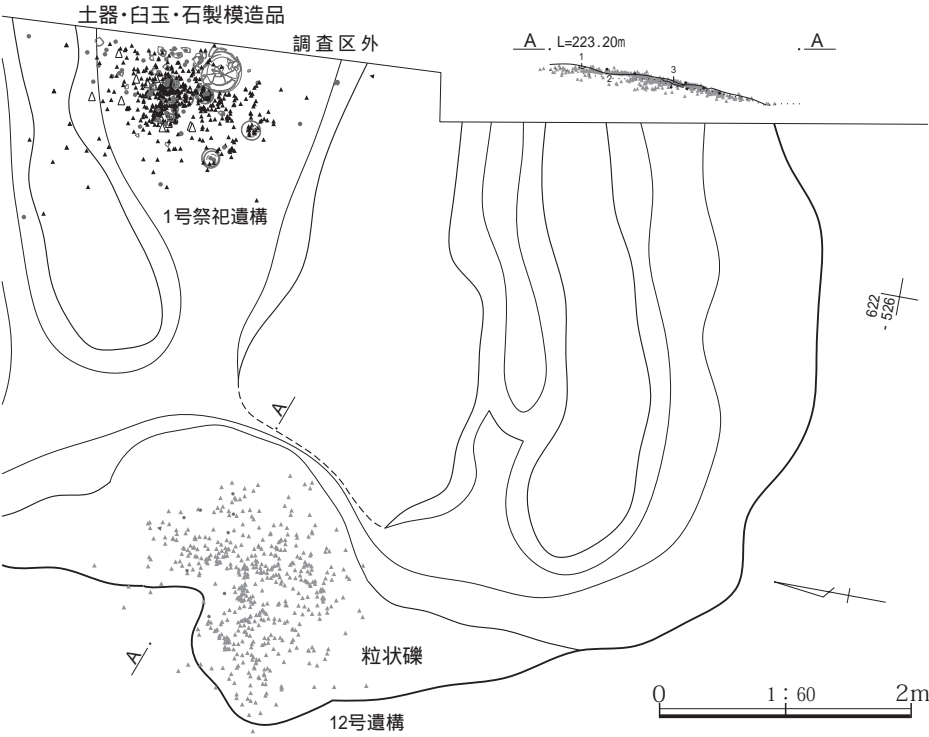 土器・臼玉・石製模造品
調査区外
A . L=223.20m . A
1 2 3
1号祭祀遺構
622
-526
A
A
粒状礫
12号遺構
0 1:60 2m